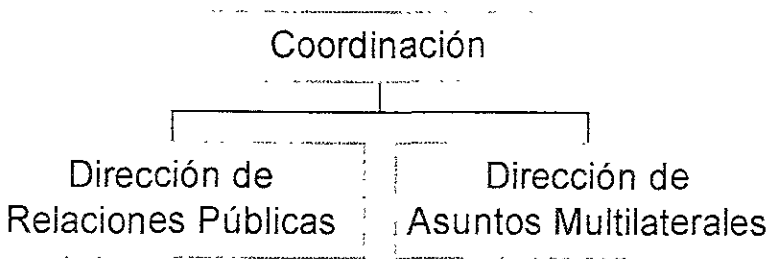 Coordinación
Dirección de
Relaciones Públicas
Dirección de
Asuntos Multilaterales